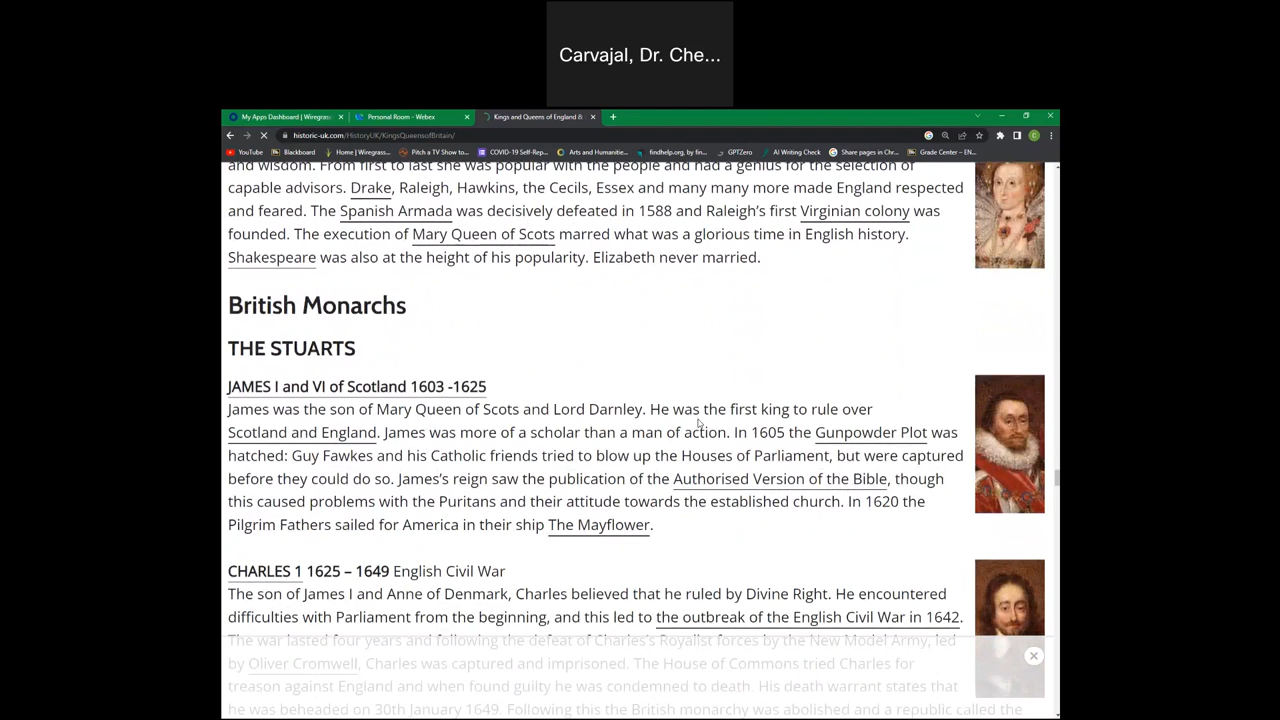 Carvajal, Dr. Che...
My Apps Dashboard | Wiregras
Personal Room - Webex
Kings and Queens of England &
historic-uk.com/HistoryUK/KingsQueensofBritain/
YouTube
Blackboard
Home | Wiregrass...
Pitch a TV Show to...
COVID-19 Self-Rep...
Arts and Humanitie...
findhelp.org, by fin...
GPTZero
AI Writing Check
Share pages in Chr...
Grade Center – EN...
and wisdom. From first to last she was popular with the people and had a genius for the selection of
capable advisors. Drake, Raleigh, Hawkins, the Cecils, Essex and many many more made England respected
and feared. The Spanish Armada was decisively defeated in 1588 and Raleigh's first Virginian colony was
founded. The execution of Mary Queen of Scots marred what was a glorious time in English history.
Shakespeare was also at the height of his popularity. Elizabeth never married.
British Monarchs
THE STUARTS
JAMES I and VI of Scotland 1603 -1625
James was the son of Mary Queen of Scots and Lord Darnley. He was the first king to rule over
Scotland and England. James was more of a scholar than a man of action. In 1605 the Gunpowder Plot was
hatched: Guy Fawkes and his Catholic friends tried to blow up the Houses of Parliament, but were captured
before they could do so. James's reign saw the publication of the Authorised Version of the Bible, though
this caused problems with the Puritans and their attitude towards the established church. In 1620 the
Pilgrim Fathers sailed for America in their ship The Mayflower.
CHARLES 1 1625 – 1649 English Civil War
The son of James I and Anne of Denmark, Charles believed that he ruled by Divine Right. He encountered
difficulties with Parliament from the beginning, and this led to the outbreak of the English Civil War in 1642.
The war lasted four years and following the defeat of Charles's Royalist forces by the New Model Army, led
by Oliver Cromwell, Charles was captured and imprisoned. The House of Commons tried Charles for
treason against England and when found guilty he was condemned to death. His death warrant states that
he was beheaded on 30th January 1649. Following this the British monarchy was abolished and a republic called the